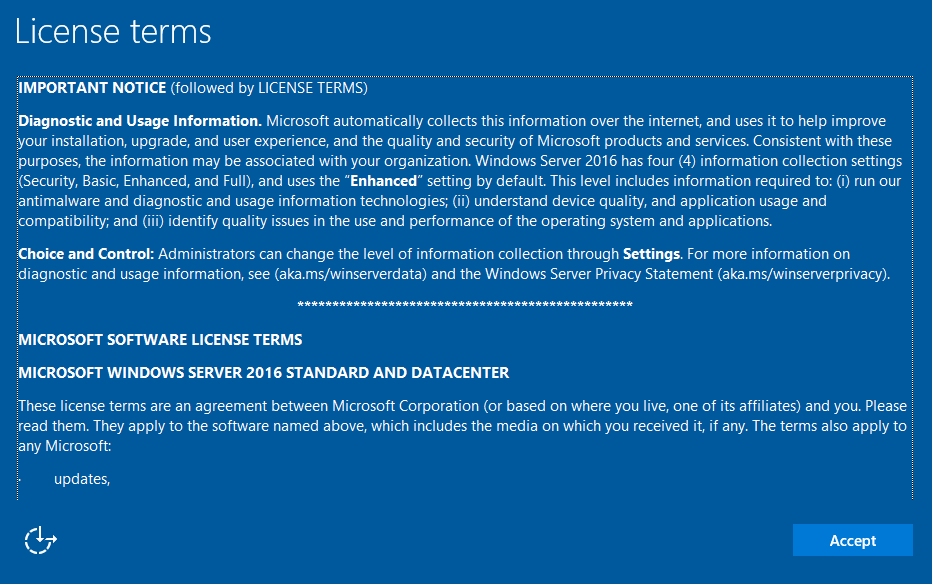 License terms
IMPORTANT NOTICE (followed by LICENSE TERMS)
Diagnostic and Usage Information. Microsoft automatically collects this information over the internet, and uses it to help improve
your installation, upgrade, and user experience, and the quality and security of Microsoft products and services. Consistent with these
purposes, the information may be associated with your organization. Windows Server 2016 has four (4) information collection settings
(Security, Basic, Enhanced, and Full), and uses the “Enhanced” setting by default. This level includes information required to: (i) run our
antimalware and diagnostic and usage information technologies; (ii) understand device quality, and application usage and
compatibility; and (iii) identify quality issues in the use and performance of the operating system and applications.
Choice and Control: Administrators can change the level of information collection through Settings. For more information on
diagnostic and usage information, see (aka.ms/winserverdata) and the Windows Server Privacy Statement (aka.ms/winserverprivacy).
************************************************
MICROSOFT SOFTWARE LICENSE TERMS
MICROSOFT WINDOWS SERVER 2016 STANDARD AND DATACENTER
These license terms are an agreement between Microsoft Corporation (or based on where you live, one of its affiliates) and you. Please
read them. They apply to the software named above, which includes the media on which you received it, if any. The terms also apply to
any Microsoft:
· updates,
Accept